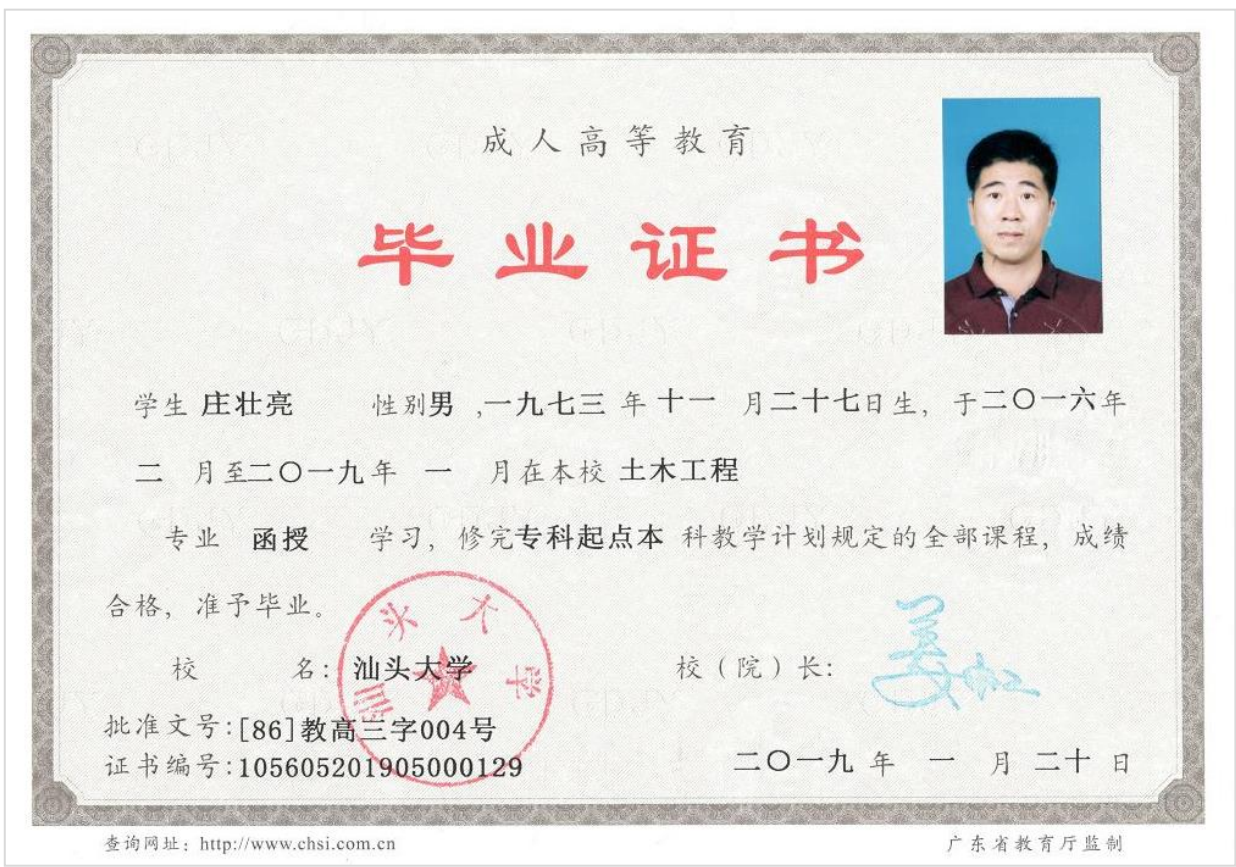 成人高等教育
毕业证书
学生 庄壮亮 性别男 ,一九七三 年 十一 月二十七日生, 于二〇一六年
二 月至二〇一九年 一 月在本校 土木工程
专业 函授 学习, 修完专科起点本 科教学计划规定的全部课程, 成绩
合格, 准予毕业。
汕头大学
校 名: 汕头大学 校(院)长: 姜虹
批准文号:[86]教高三字004号
证书编号:105605201905000129 二〇一九 年 一 月 二十 日
查询网址: http://www.chsi.com.cn 广东省教育厅监制